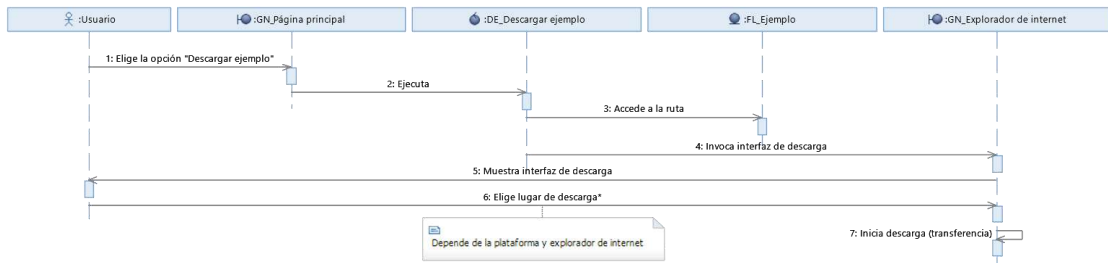 :Usuario
:GN_Página principal
:DE_Descargar ejemplo
:FL_Ejemplo
:GN_Explorador de internet
1: Elige la opción "Descargar ejemplo"
2: Ejecuta
3: Accede a la ruta
4: Invoca interfaz de descarga
5: Muestra interfaz de descarga
6: Elige lugar de descarga*
Depende de la plataforma y explorador de internet
7: Inicia descarga (transferencia)